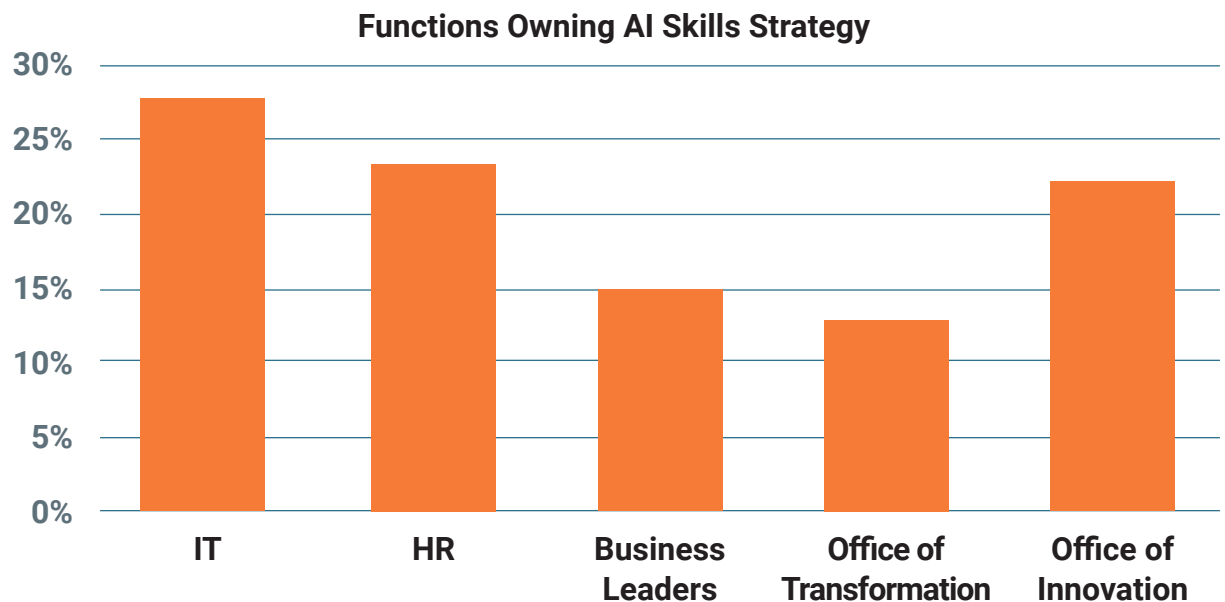 Functions Owning AI Skills Strategy
30%
25%
20%
15%
10%
5%
0%
IT
HR
Business
Leaders
Office of
Transformation
Office of
Innovation